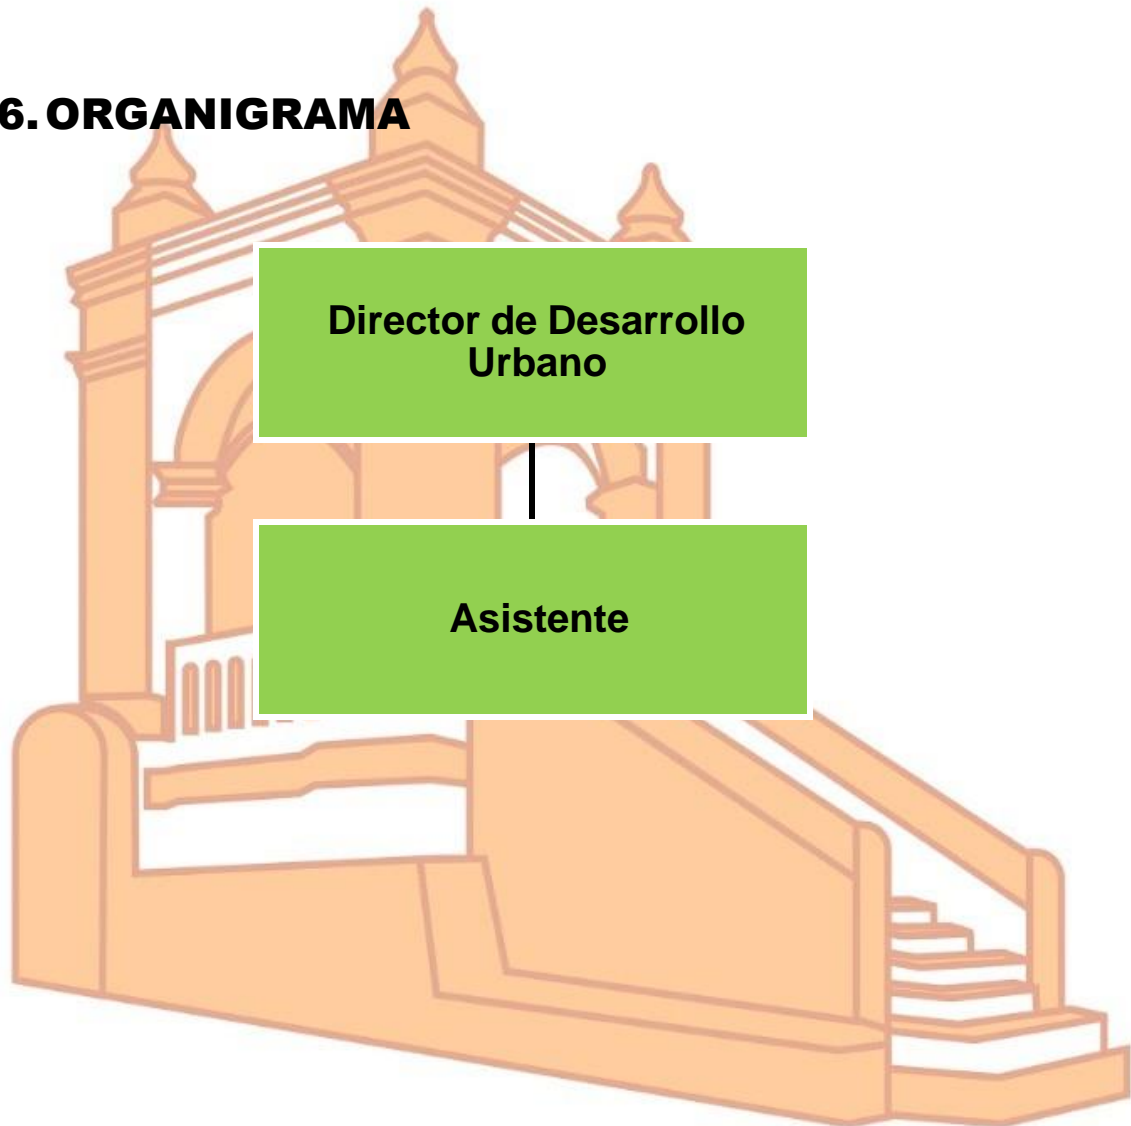 6. ORGANIGRAMA
Director de Desarrollo
Urbano
Asistente